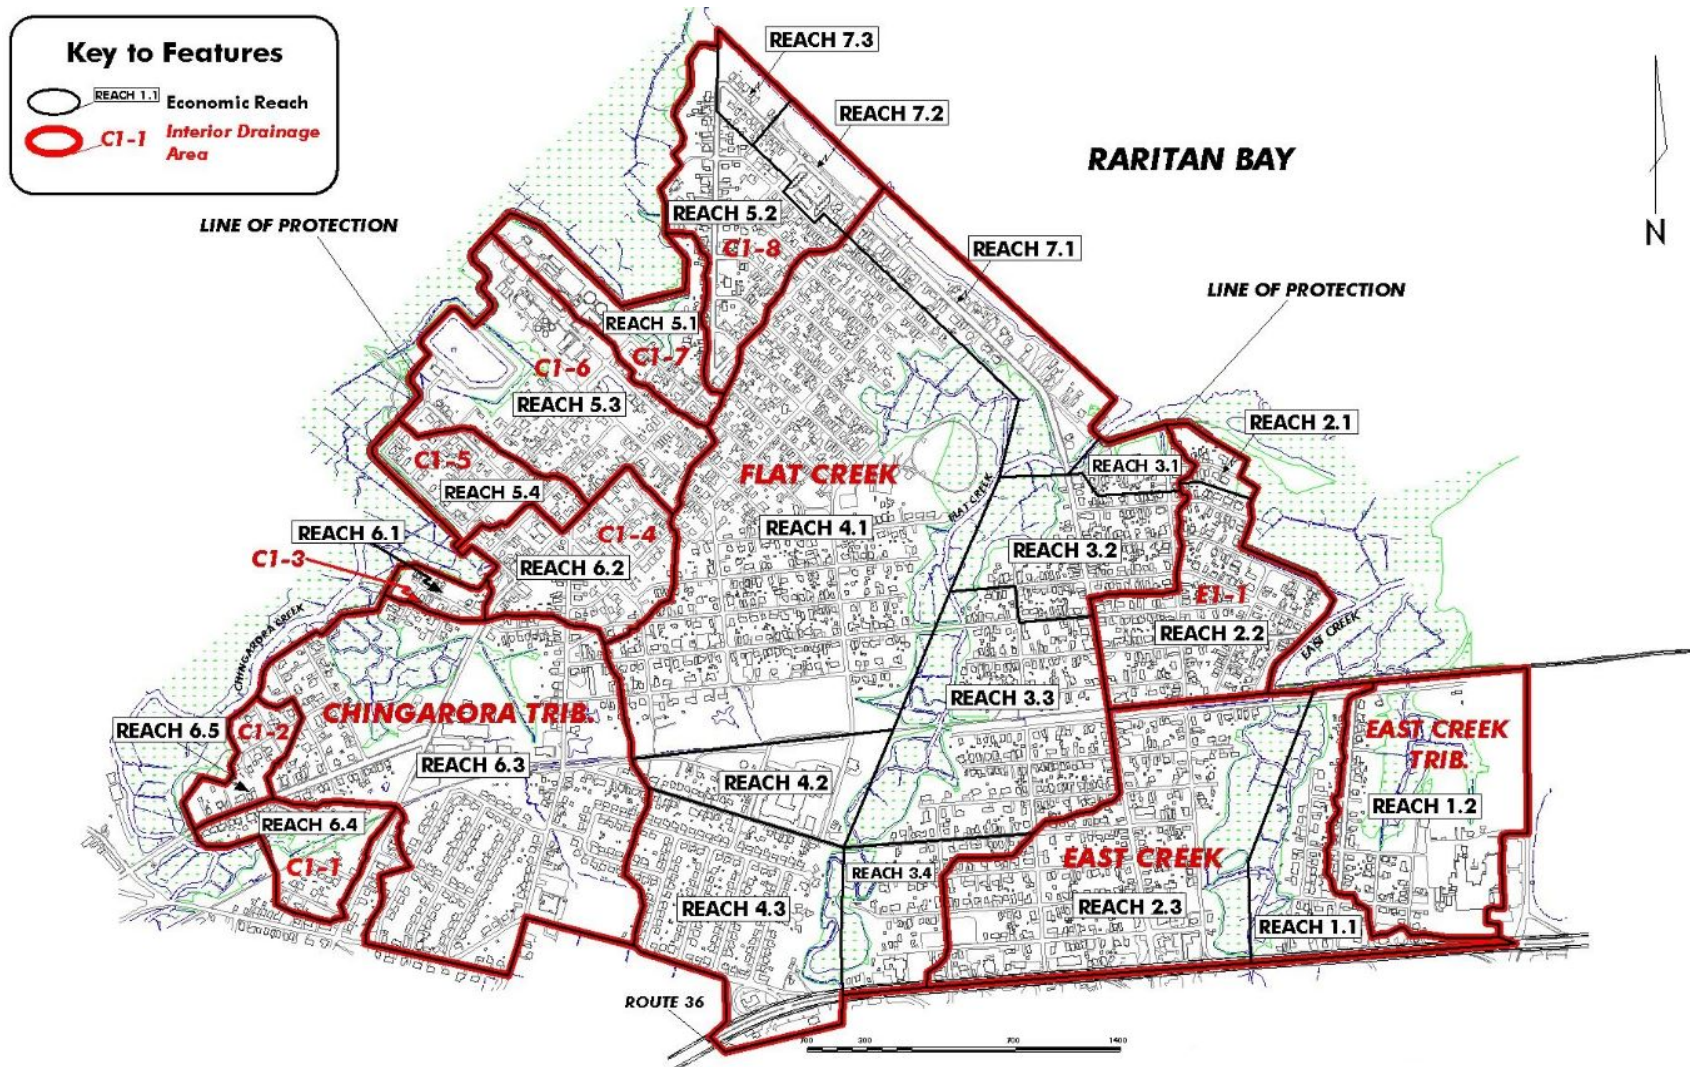 Key to Features
REACH 1.1 Economic Reach
C1-1 Interior Drainage
Area
REACH 7.3
REACH 7.2
RARITAN BAY
N
LINE OF PROTECTION
REACH 5.2
C1-8
REACH 7.1
LINE OF PROTECTION
REACH 5.1
C1-7
C1-6
REACH 5.3
REACH 2.1
C1-5
REACH 5.4
FLAT CREEK
REACH 3.1
FLAT CREEK
REACH 6.1
C1-3
C1-4
REACH 6.2
REACH 4.1
REACH 3.2
E1-1
REACH 2.2
EAST CREEK
CHINGARORA CREEK
REACH 3.3
CHINGARORA TRIB.
C1-2
REACH 6.5
REACH 6.3
REACH 4.2
EAST CREEK
TRIB.
REACH 1.2
REACH 6.4
C1-1
EAST CREEK
REACH 3.4
REACH 4.3
REACH 2.3
REACH 1.1
ROUTE 36
700 700 1400